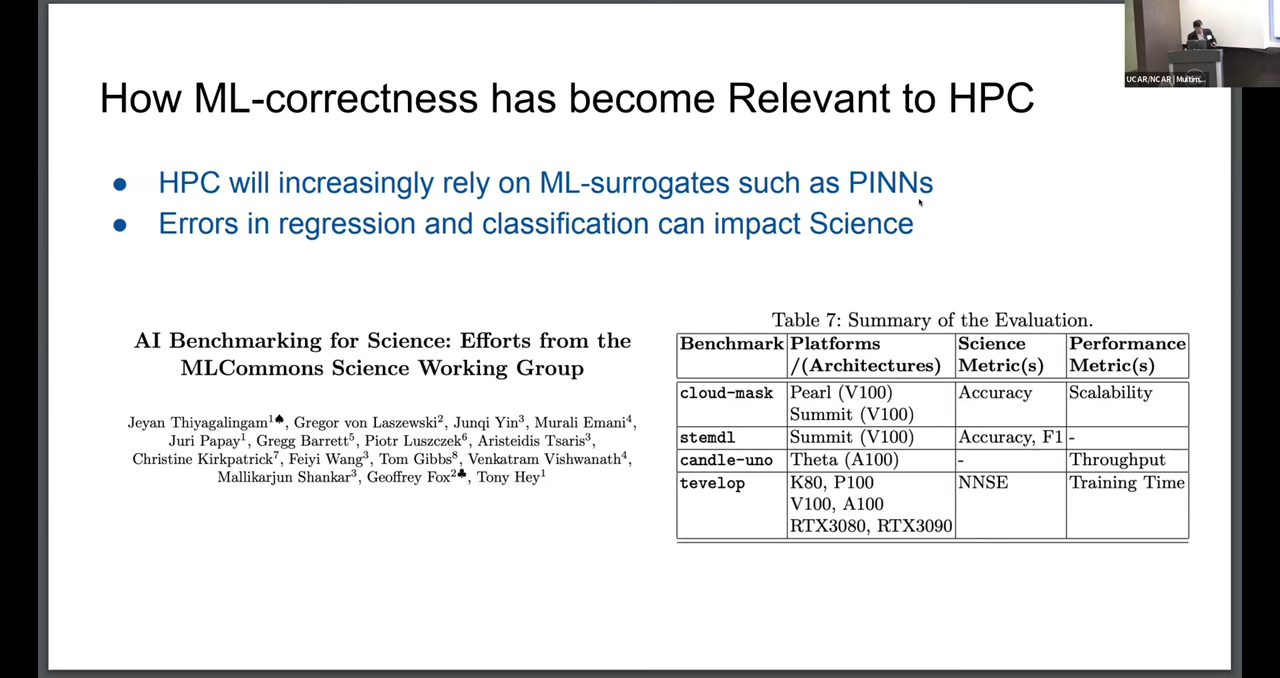 How ML-correctness has become Relevant to HPC
● HPC will increasingly rely on ML-surrogates such as PINNs
● Errors in regression and classification can impact Science
AI Benchmarking for Science: Efforts from the
MLCommons Science Working Group
Jeyan Thiyagalingam¹♠, Gregor von Laszewski², Junqi Yin³, Murali Emani⁴,
Juri Papay¹, Gregg Barrett⁵, Piotr Luszczek⁶, Aristeidis Tsaris³,
Christine Kirkpatrick⁷, Feiyi Wang³, Tom Gibbs⁸, Venkatram Vishwanath⁴,
Mallikarjun Shankar³, Geoffrey Fox²♣, Tony Hey¹
Table 7: Summary of the Evaluation.
Benchmark Platforms Science Performance
/(Architectures) Metric(s) Metric(s)
cloud-mask Pearl (V100) Accuracy Scalability
Summit (V100)
stemdl Summit (V100) Accuracy, F1 -
candle-uno Theta (A100) - Throughput
tevelop K80, P100 NNSE Training Time
V100, A100
RTX3080, RTX3090
UCAR/NCAR | Multim...